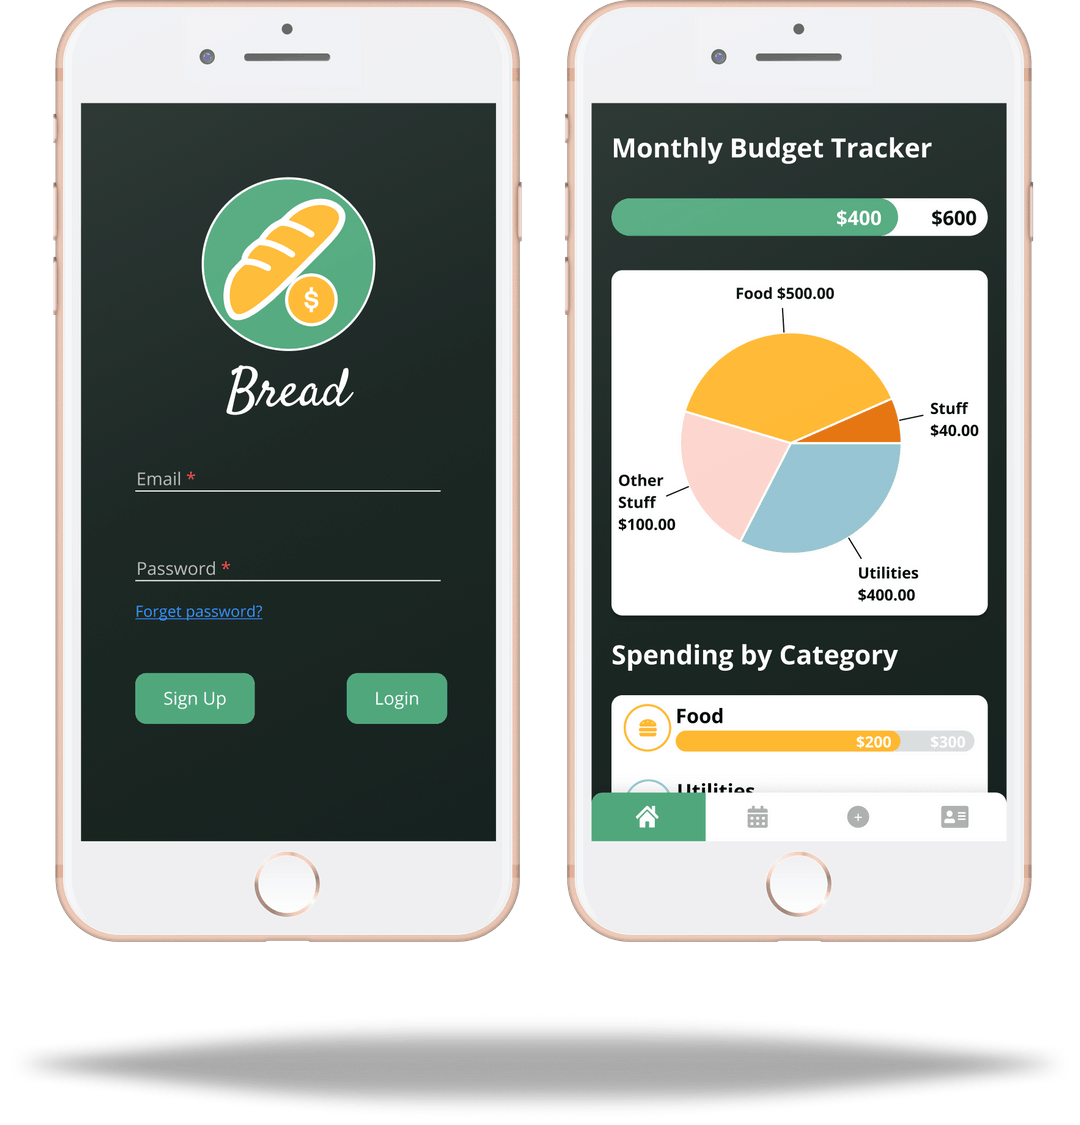 $
Bread
Email *
Password *
Forget password?
Sign Up
Login
Monthly Budget Tracker
$400
$600
Food $500.00
Stuff
$40.00
Other
Stuff
$100.00
Utilities
$400.00
Spending by Category
Food
$200
$300
Utilities